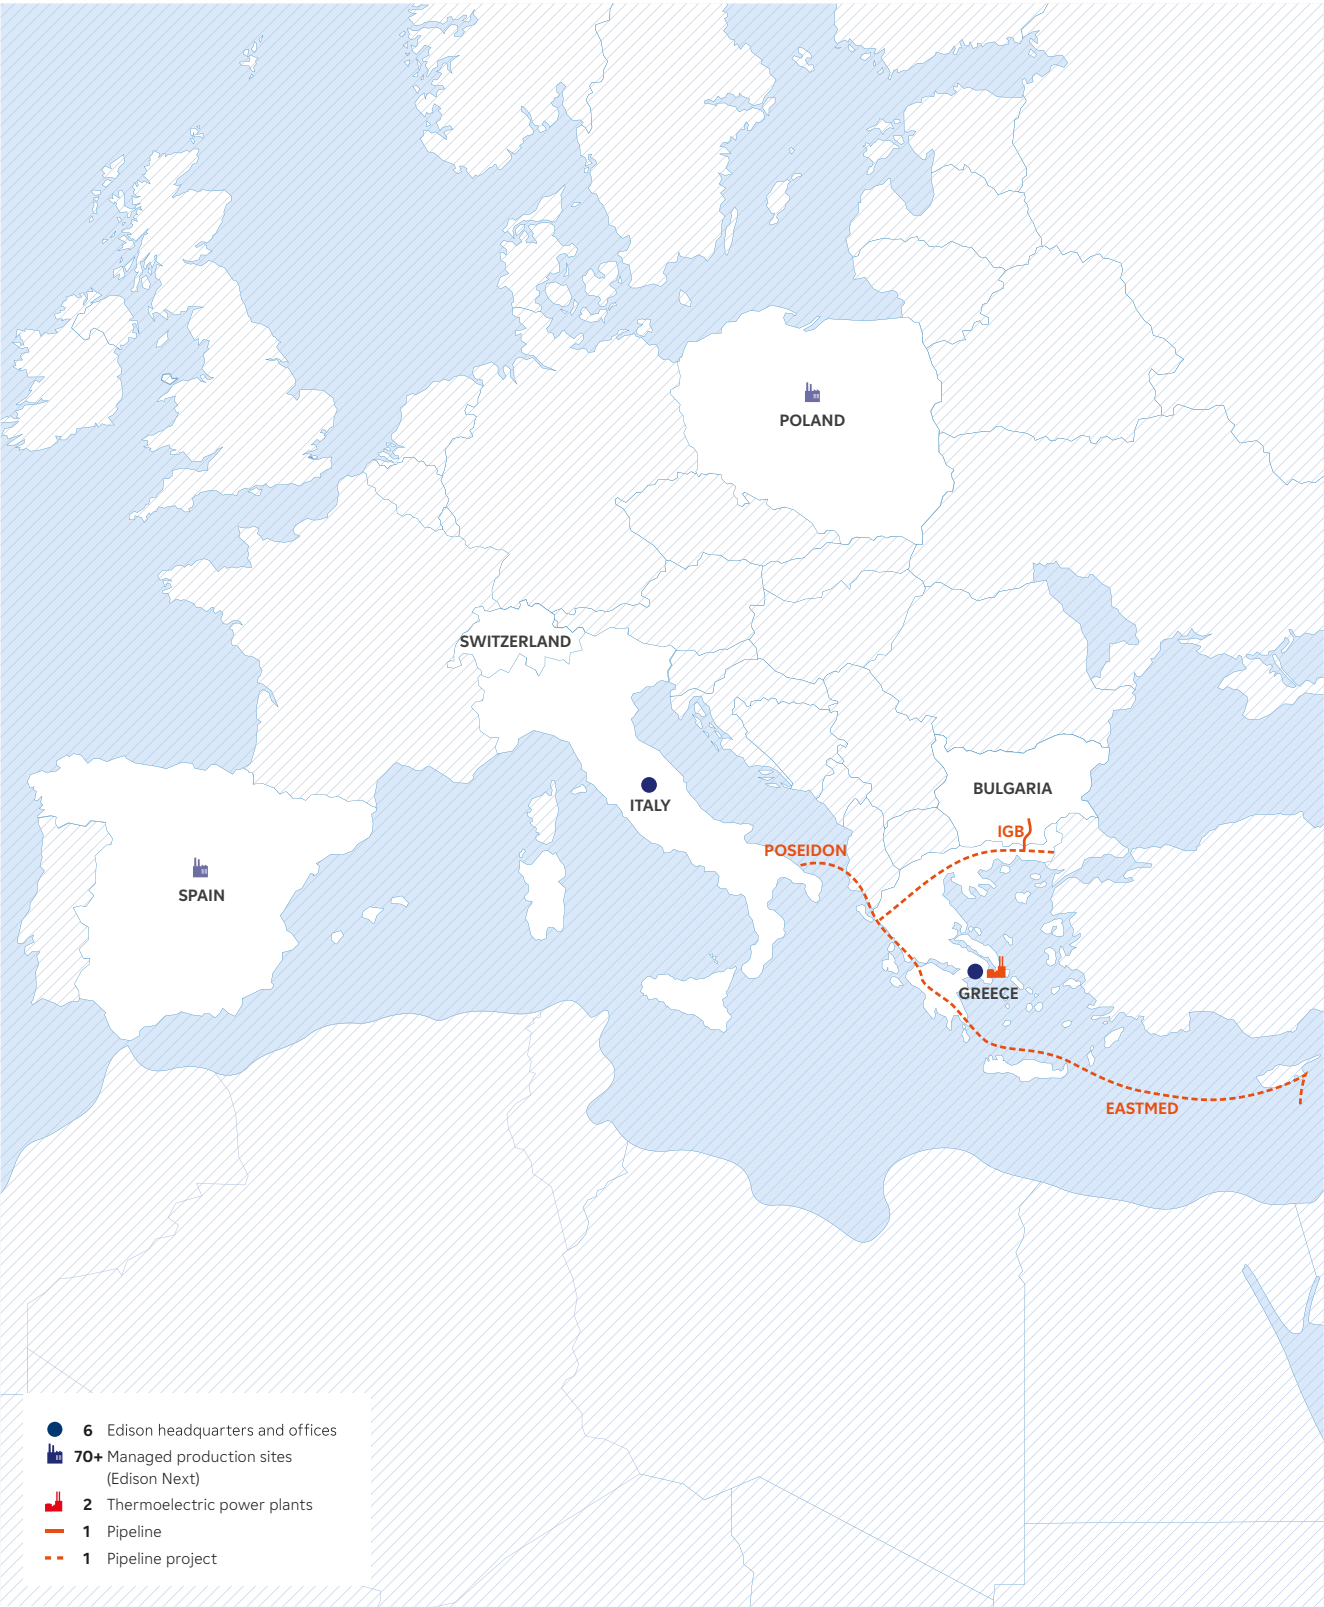 POLAND
SWITZERLAND
BULGARIA
ITALY
IGB
POSEIDON
SPAIN
GREECE
EASTMED
6 Edison headquarters and offices
70+ Managed production sites
(Edison Next)
2 Thermoelectric power plants
1 Pipeline
1 Pipeline project